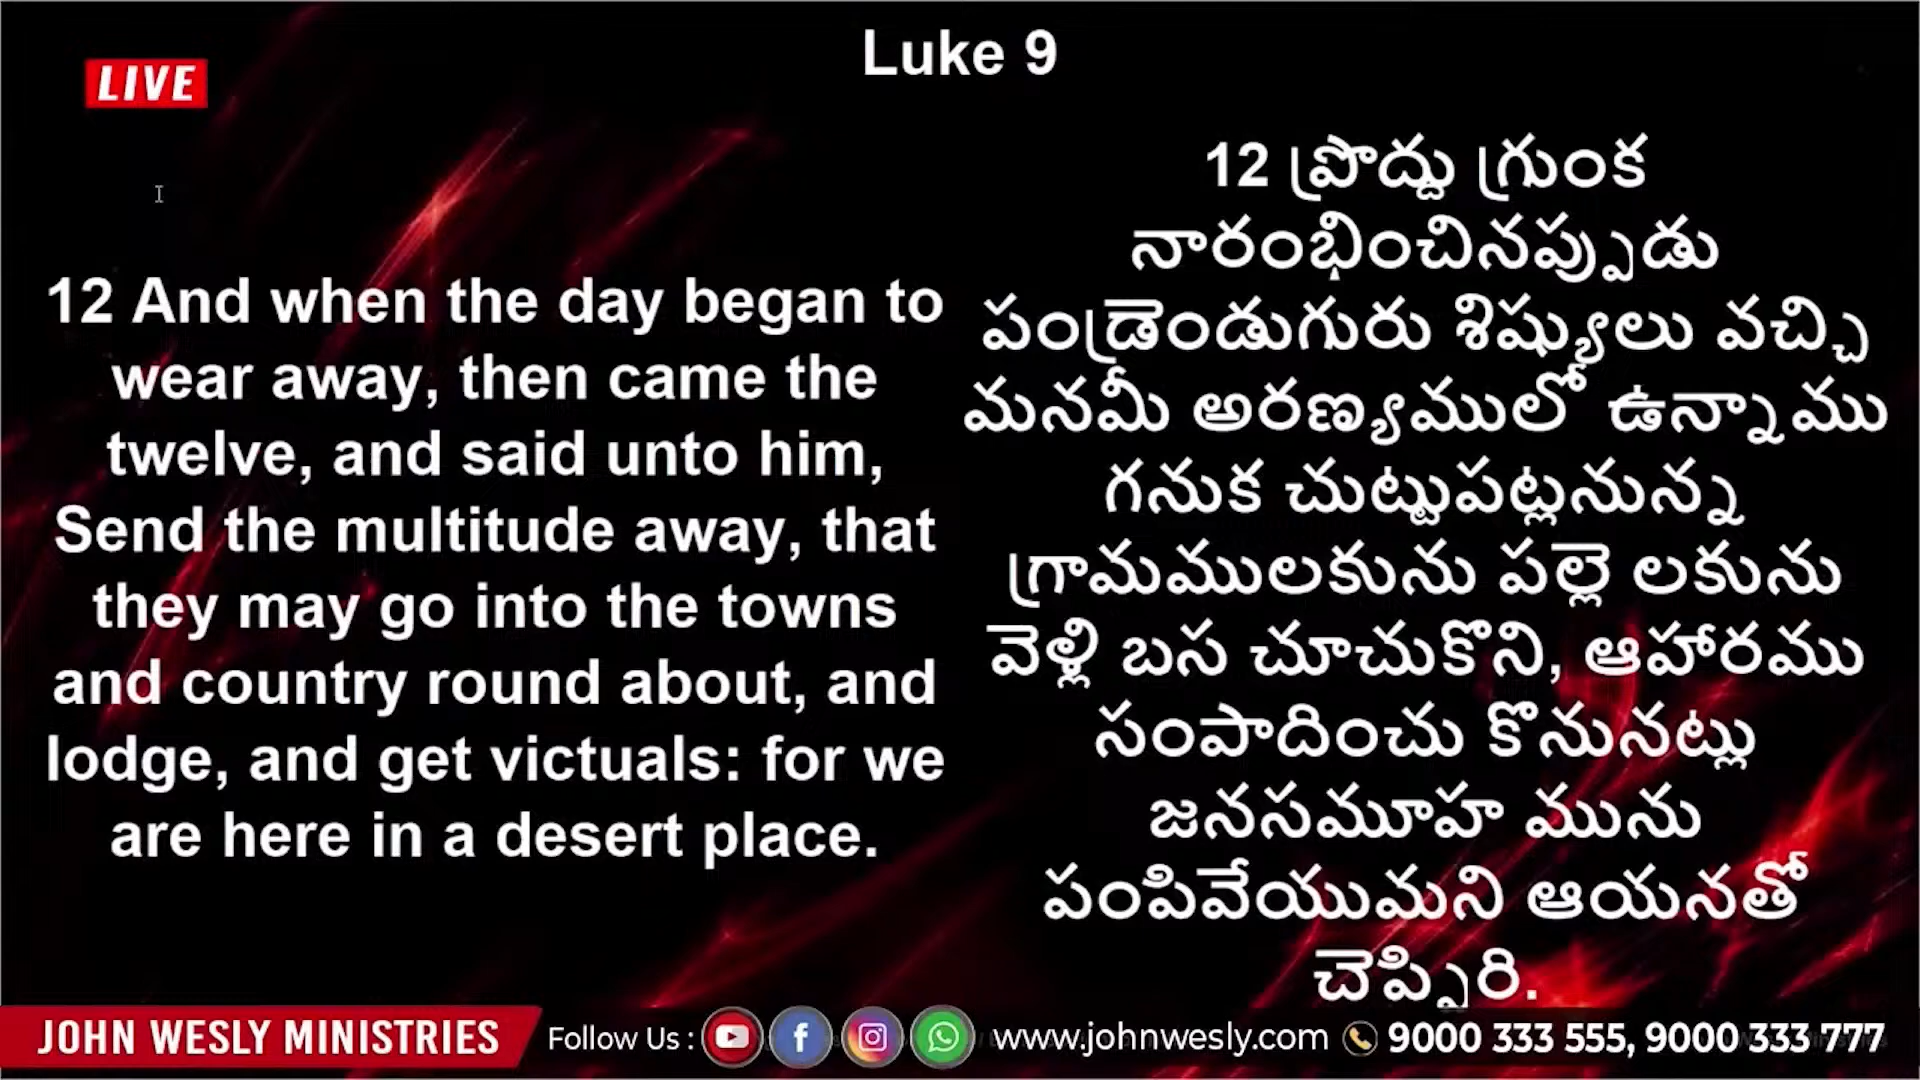 Luke 9
LIVE
12 And when the day began to
wear away, then came the
twelve, and said unto him,
Send the multitude away, that
they may go into the towns
and country round about, and
lodge, and get victuals: for we
are here in a desert place.
12 ప్రొద్దు గ్రుంక
నారంభించినప్పుడు
పండ్రెండుగురు శిష్యులు వచ్చి
మనమీ అరణ్యములో ఉన్నాము
గనుక చుట్టుపట్లనున్న
గ్రామములకును పల్లె లకును
వెళ్లి బస చూచుకొని, ఆహారము
సంపాదించు కొనునట్లు
జనసమూహ మును
పంపివేయుమని ఆయనతో
చెప్పిరి.
JOHN WESLY MINISTRIES Follow Us : www.johnwesly.com 9000 333 555, 9000 333 777